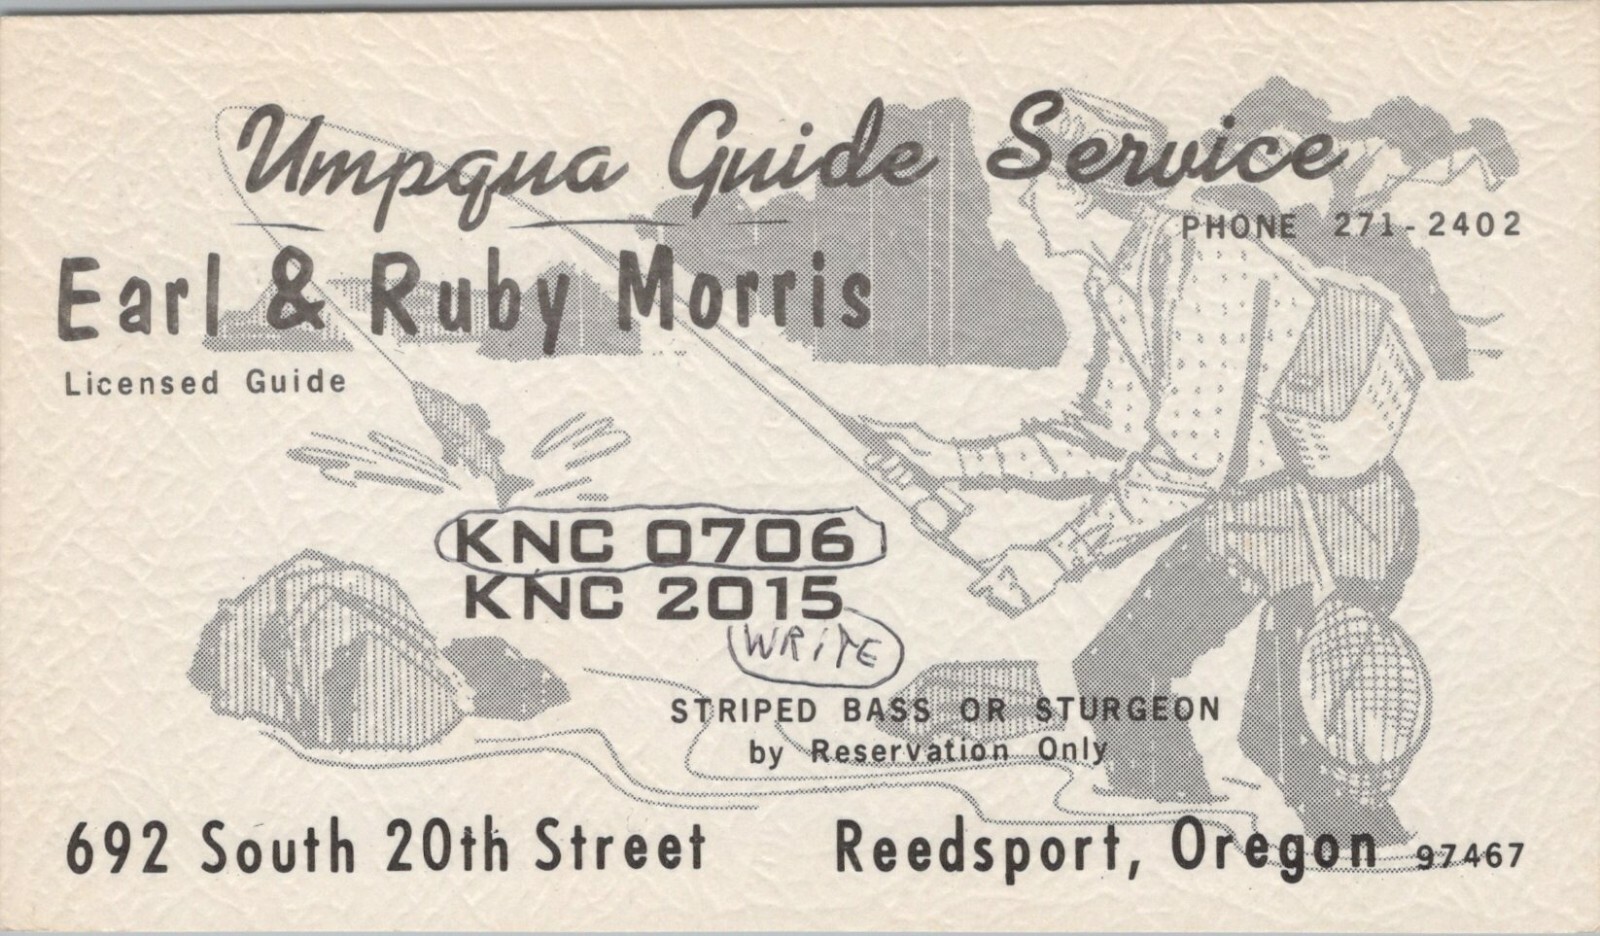 Umpqua Guide Service
PHONE 271-2402
Earl & Ruby Morris
Licensed Guide
KNC 0706
KNC 2015
WRITE
STRIPED BASS OR STURGEON
by Reservation Only
692 South 20th Street Reedsport, Oregon 97467